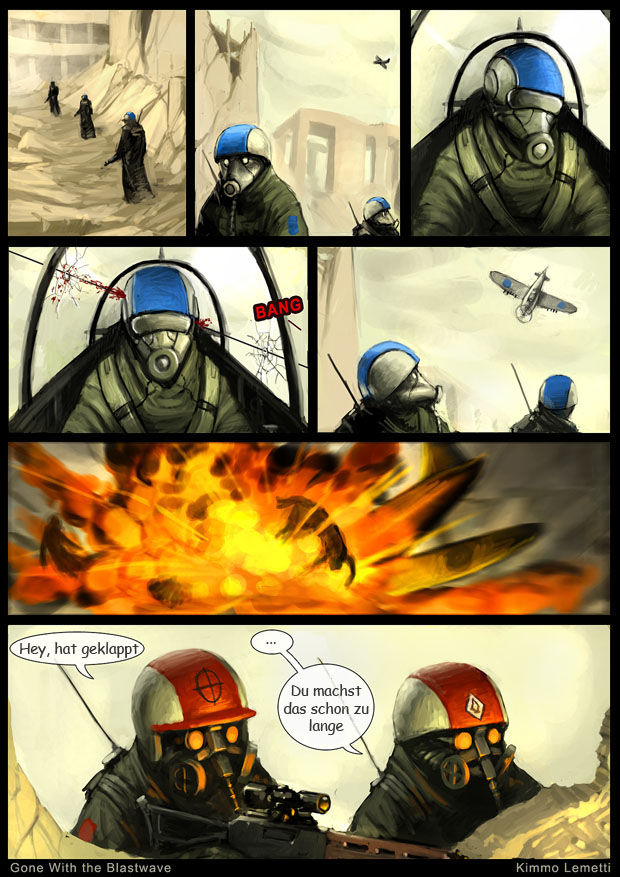 BANG
Hey, hat geklappt
...
Du machst
das schon zu
lange
Gone With the Blastwave
Kimmo Lemetti